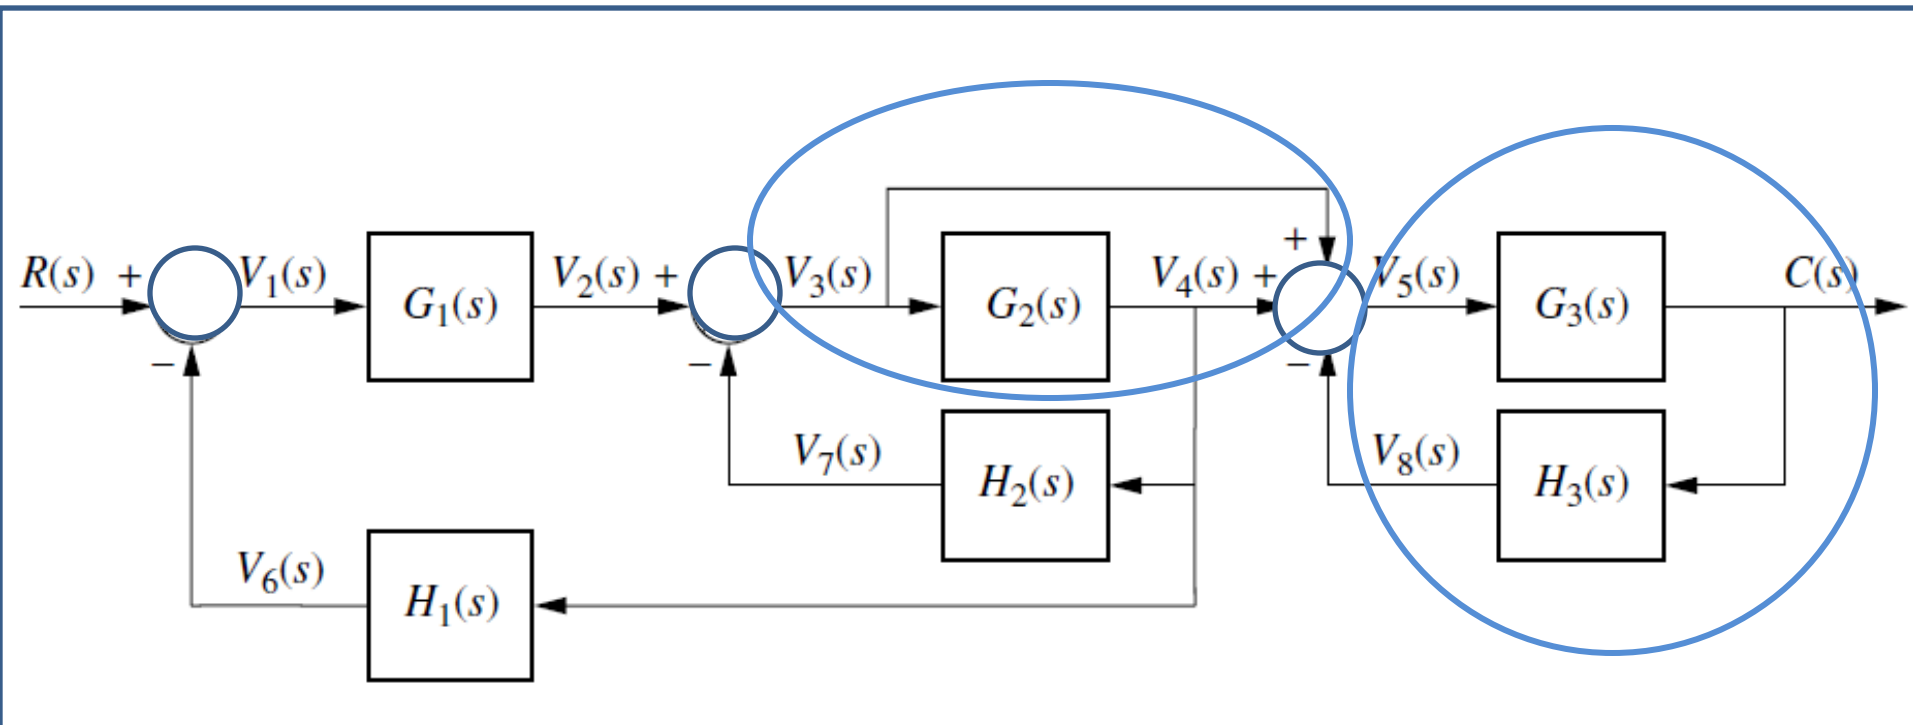 R(s) + V₁(s) G₁(s) V₂(s) + V₃(s) G₂(s) V₄(s) + + V₅(s) G₃(s) C(s)
− − −
V₇(s) H₂(s) V₈(s) H₃(s)
V₆(s) H₁(s)